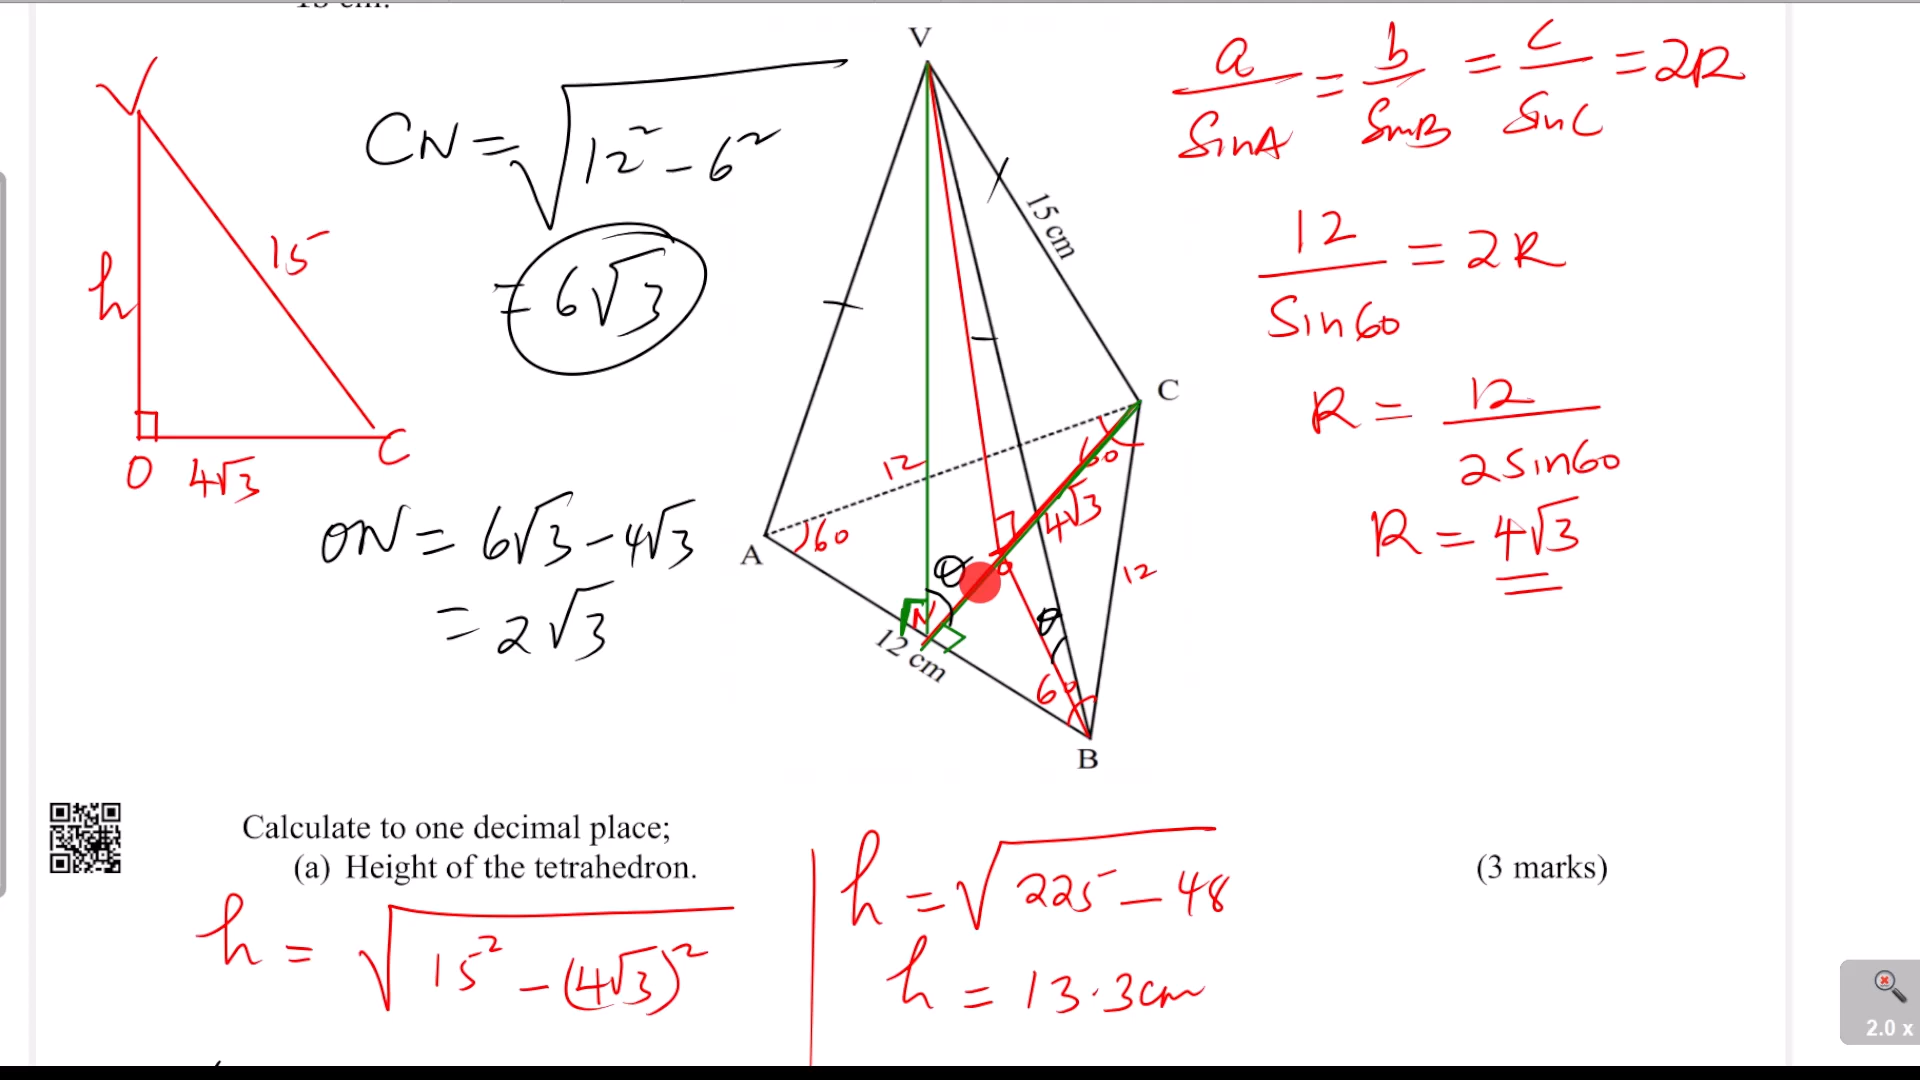 V
h
15
O 4√3 C
CN = √12² - 6²
= 6√3
ON = 6√3 - 4√3
= 2√3
V
15 cm
C
60
4√3
12
12
A
60
θ
O
N
12 cm
θ
60
B
a/SinA = b/SinB = c/SinC = 2R
12/Sin60 = 2R
R = 12/2Sin60
R = 4√3
Calculate to one decimal place;
(a) Height of the tetrahedron.
(3 marks)
h = √15² - (4√3)²
h = √225 - 48
h = 13.3cm
2.0 x